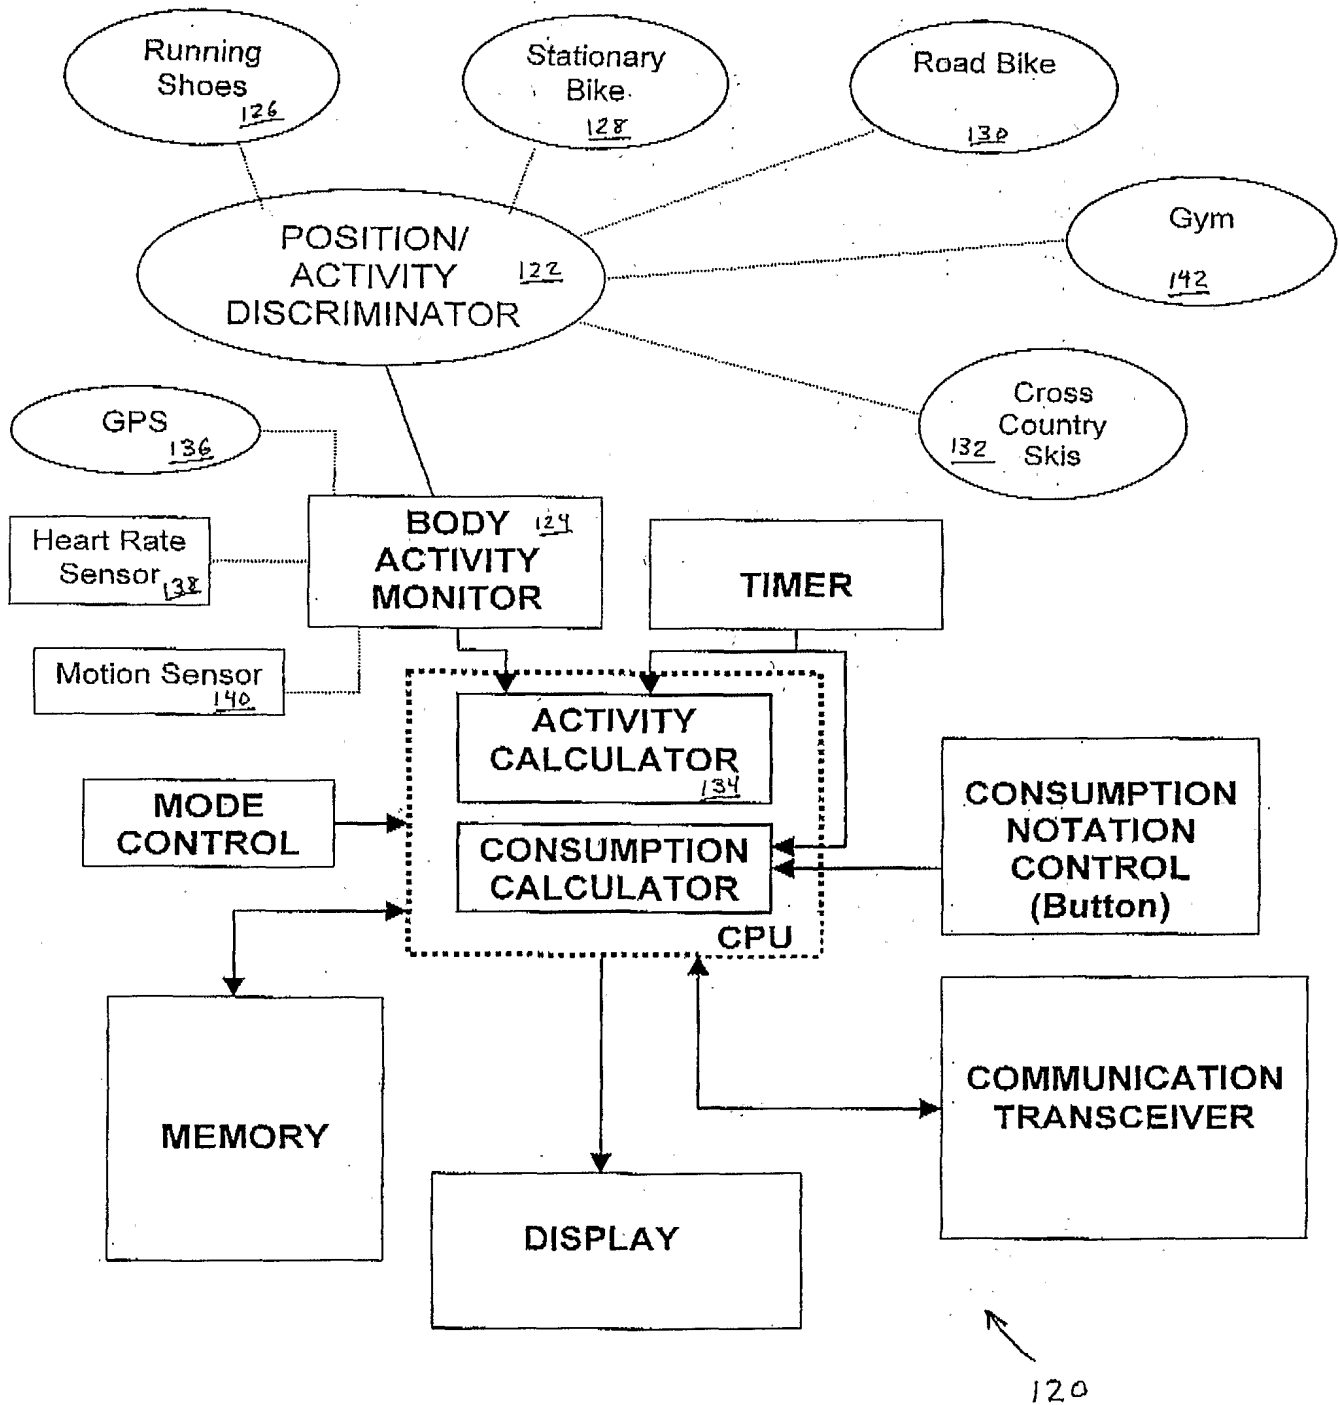 Running
Shoes
126
Stationary
Bike
128
Road Bike
130
Gym
142
POSITION/
ACTIVITY
DISCRIMINATOR
122
Cross
Country
Skis
132
GPS
136
BODY
ACTIVITY
MONITOR
124
Heart Rate
Sensor
138
TIMER
Motion Sensor
140
ACTIVITY
CALCULATOR
134
MODE
CONTROL
CONSUMPTION
CALCULATOR
CPU
CONSUMPTION
NOTATION
CONTROL
(Button)
MEMORY
COMMUNICATION
TRANSCEIVER
DISPLAY
120